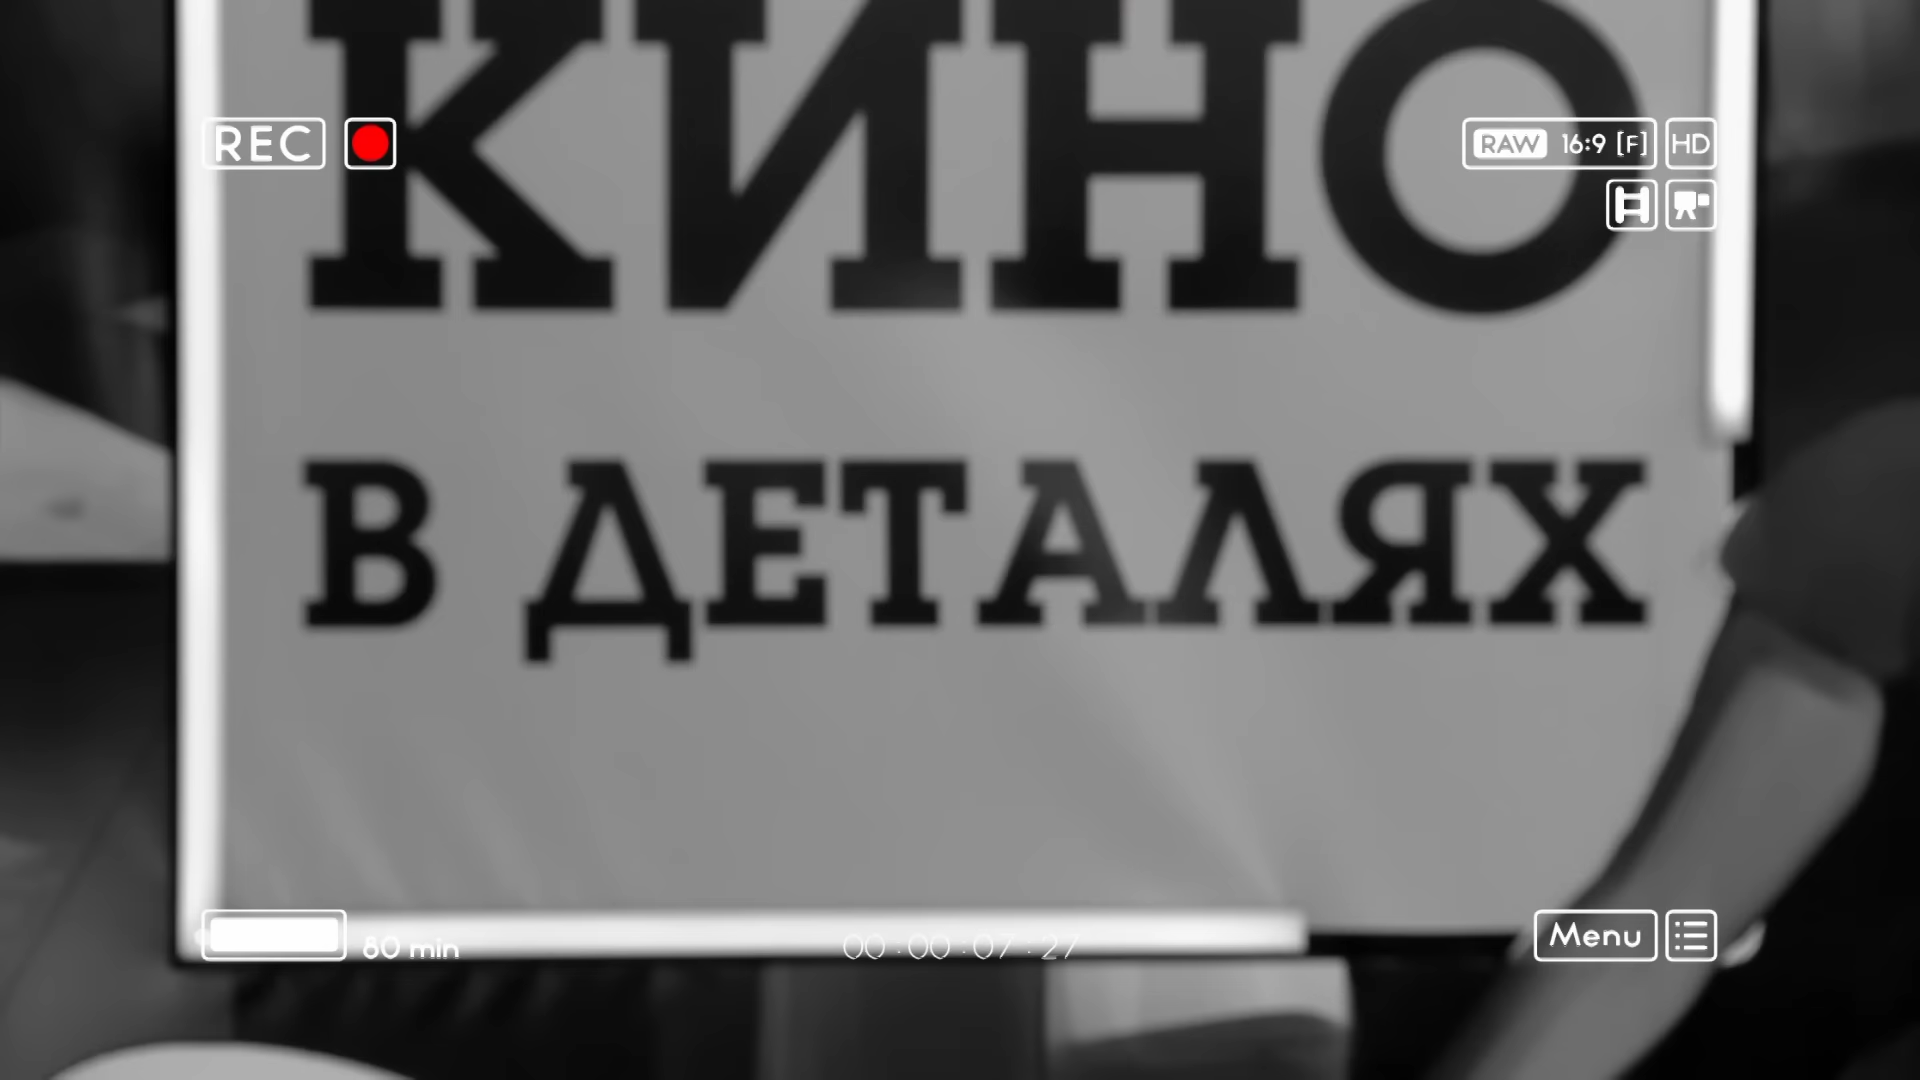 КИНО
REC
RAW 16:9 [F] HD
В ДЕТАЛЯХ
80 min
00:00:07:27
Menu